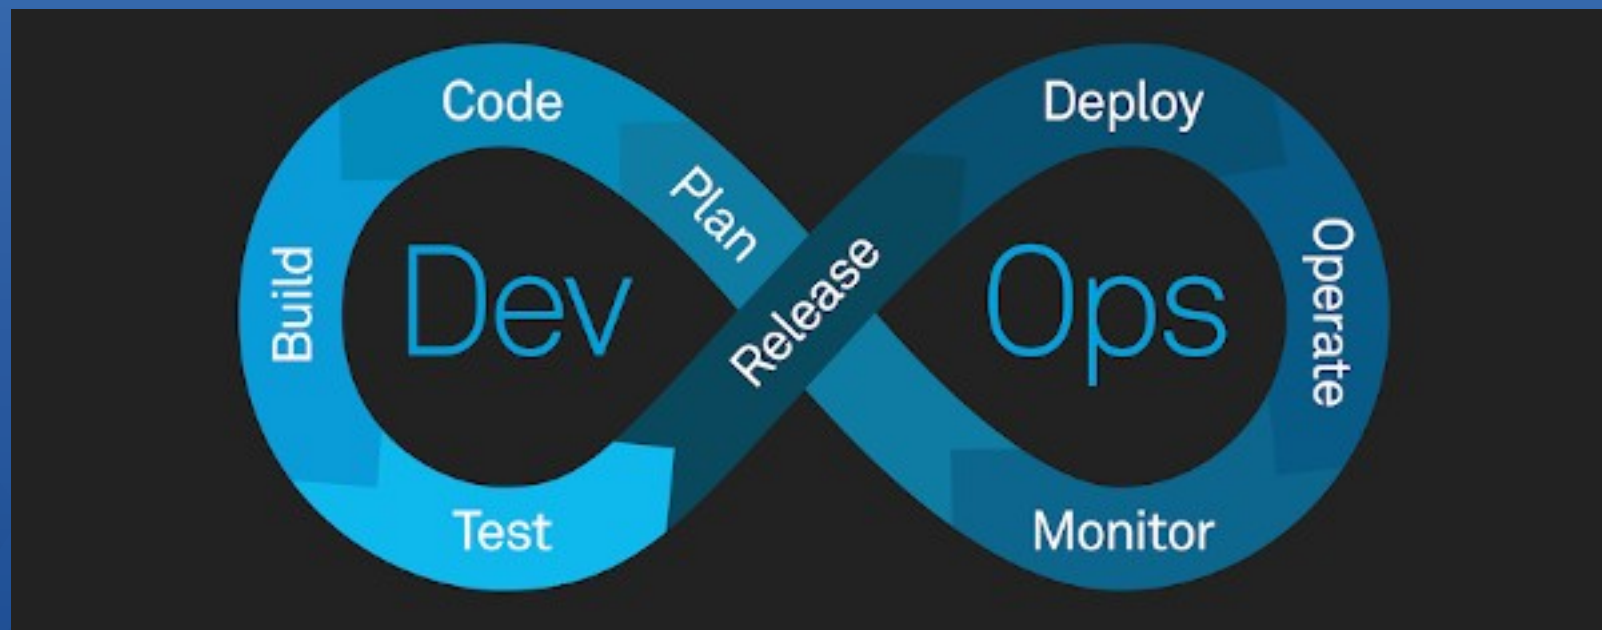 Code
Deploy
Plan
Build
Dev
Release
Ops
Operate
Test
Monitor